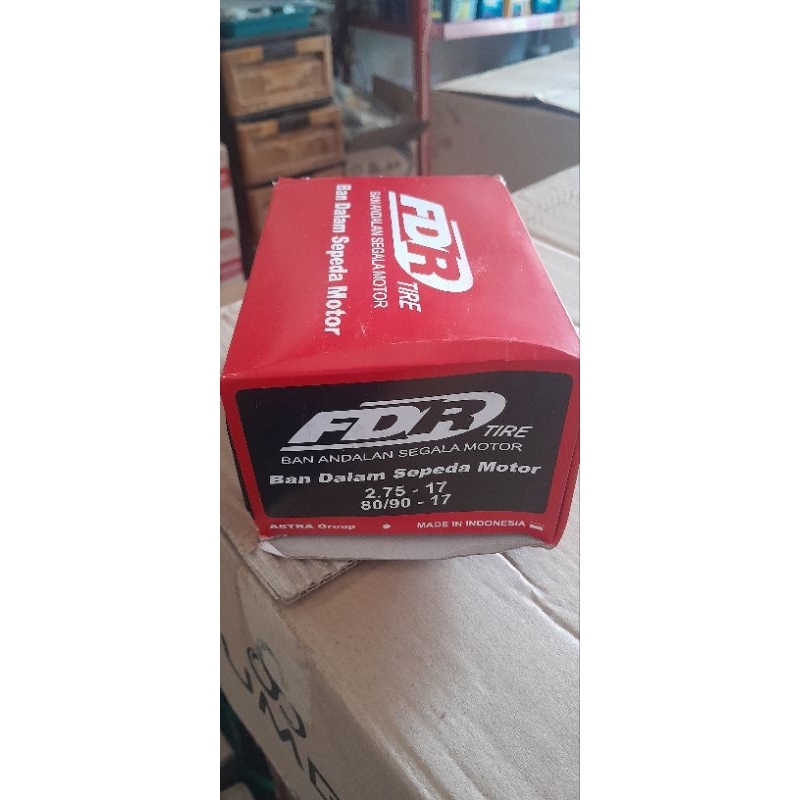 FDR TIRE
BAN ANDALAN SEGALA MOTOR
Ban Dalam Sepeda Motor
FDR TIRE
BAN ANDALAN SEGALA MOTOR
Ban Dalam Sepeda Motor
2.75 - 17
80/90 - 17
ASTRA Group
MADE IN INDONESIA